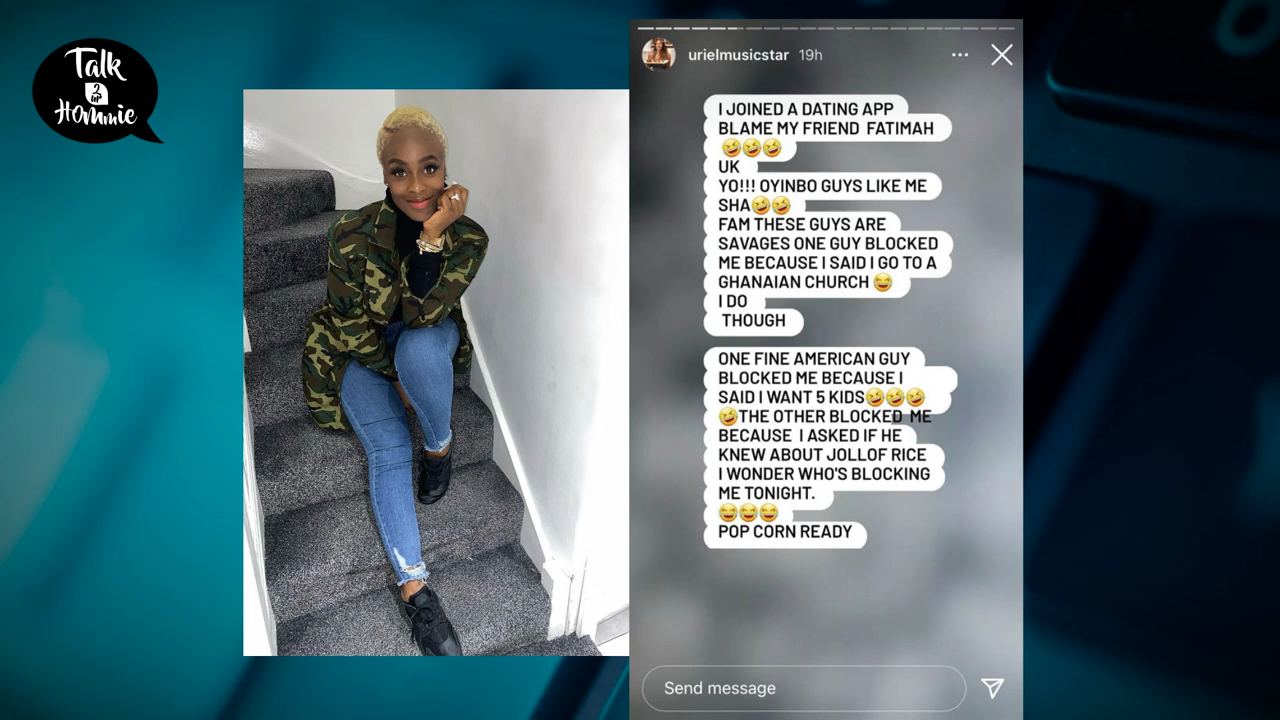 Talk
2
Hommie
urielmusicstar 19h
I JOINED A DATING APP
BLAME MY FRIEND FATIMAH
🤣🤣🤣
UK
YO!!! OYINBO GUYS LIKE ME
SHA🤣🤣
FAM THESE GUYS ARE
SAVAGES ONE GUY BLOCKED
ME BECAUSE I SAID I GO TO A
GHANAIAN CHURCH 😆
I DO
THOUGH
ONE FINE AMERICAN GUY
BLOCKED ME BECAUSE I
SAID I WANT 5 KIDS🤣🤣🤣
🤣THE OTHER BLOCKED ME
BECAUSE I ASKED IF HE
KNEW ABOUT JOLLOF RICE
I WONDER WHO'S BLOCKING
ME TONIGHT.
😆😆😆
POP CORN READY
Send message